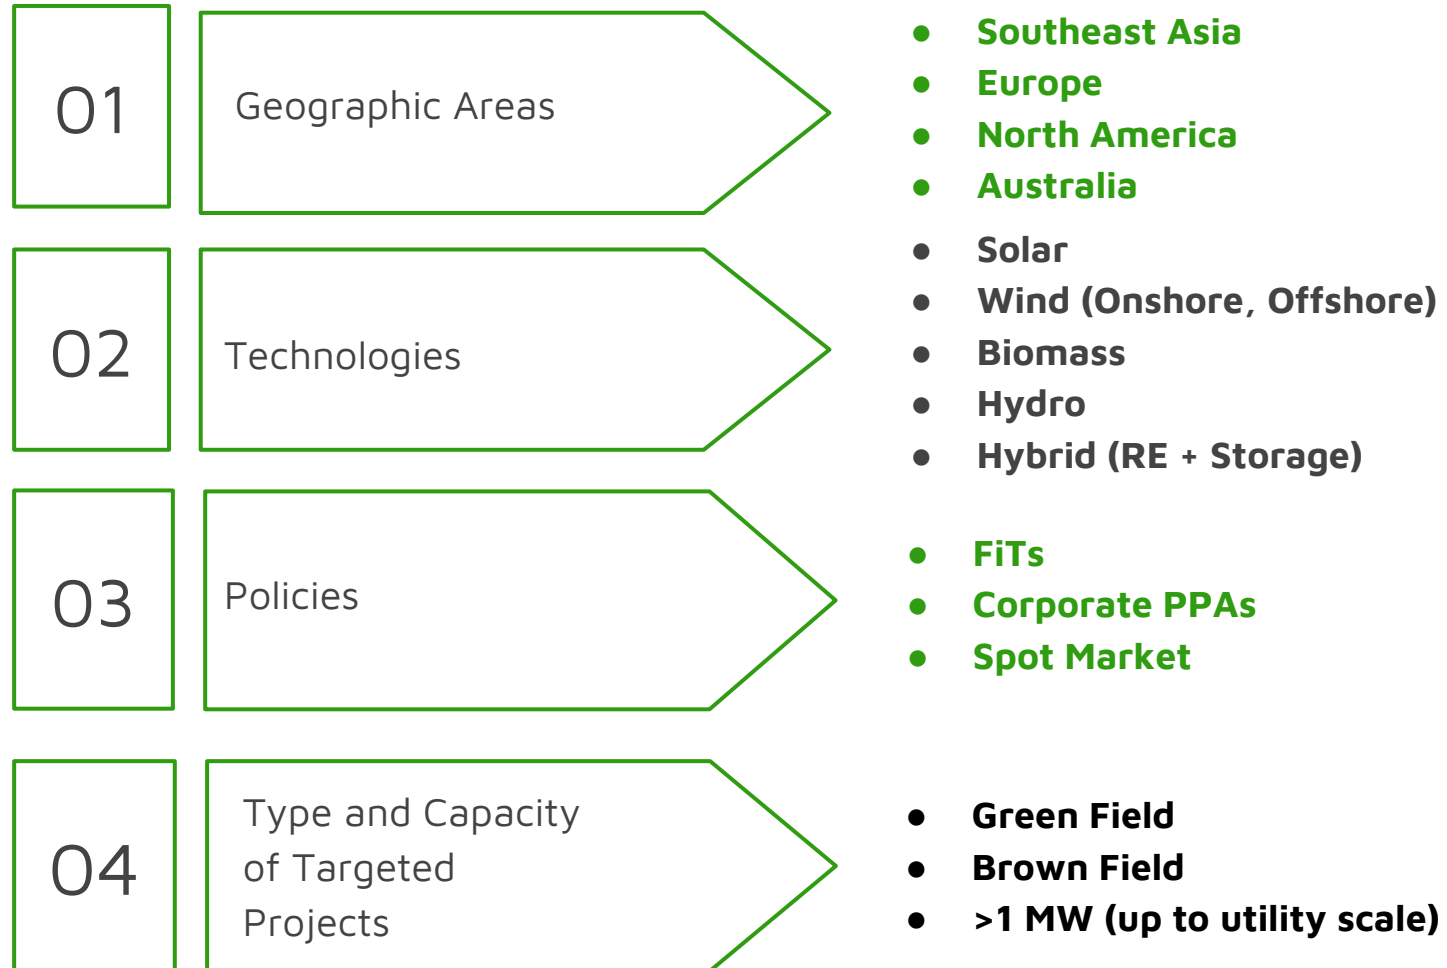 01
Geographic Areas
● Southeast Asia
● Europe
● North America
● Australia
02
Technologies
● Solar
● Wind (Onshore, Offshore)
● Biomass
● Hydro
● Hybrid (RE + Storage)
03
Policies
● FiTs
● Corporate PPAs
● Spot Market
04
Type and Capacity
of Targeted
Projects
● Green Field
● Brown Field
● >1 MW (up to utility scale)